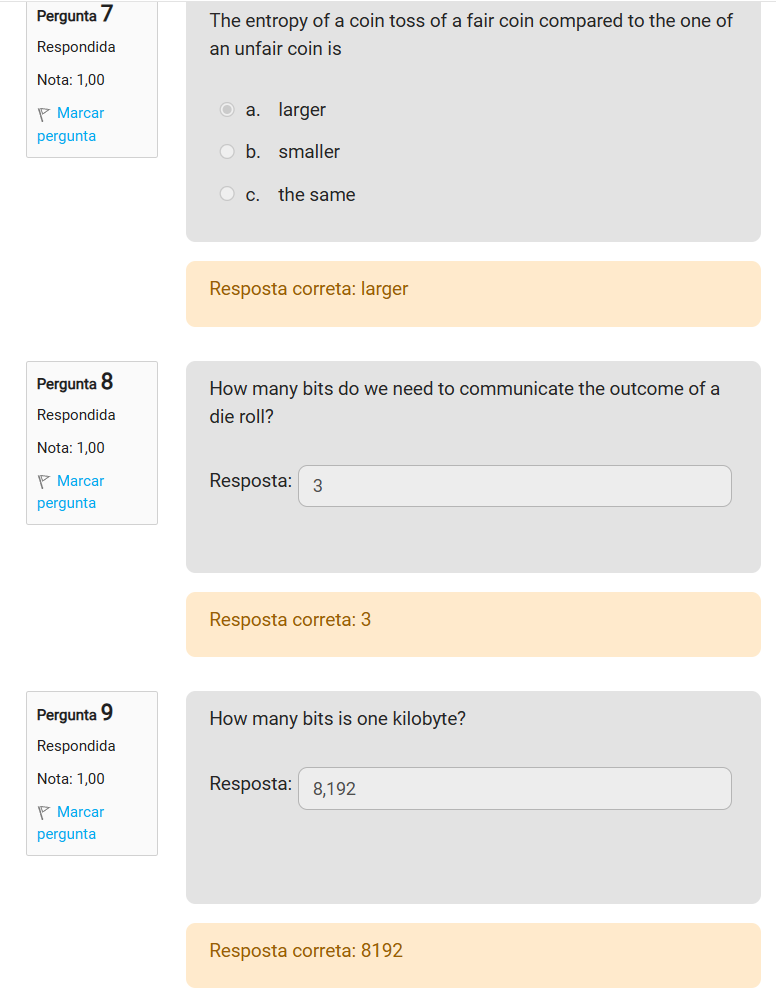 Pergunta 7
Respondida
Nota: 1,00
Marcar
pergunta
The entropy of a coin toss of a fair coin compared to the one of
an unfair coin is
a. larger
b. smaller
c. the same
Resposta correta: larger
Pergunta 8
Respondida
Nota: 1,00
Marcar
pergunta
How many bits do we need to communicate the outcome of a
die roll?
Resposta: 3
Resposta correta: 3
Pergunta 9
Respondida
Nota: 1,00
Marcar
pergunta
How many bits is one kilobyte?
Resposta: 8,192
Resposta correta: 8192